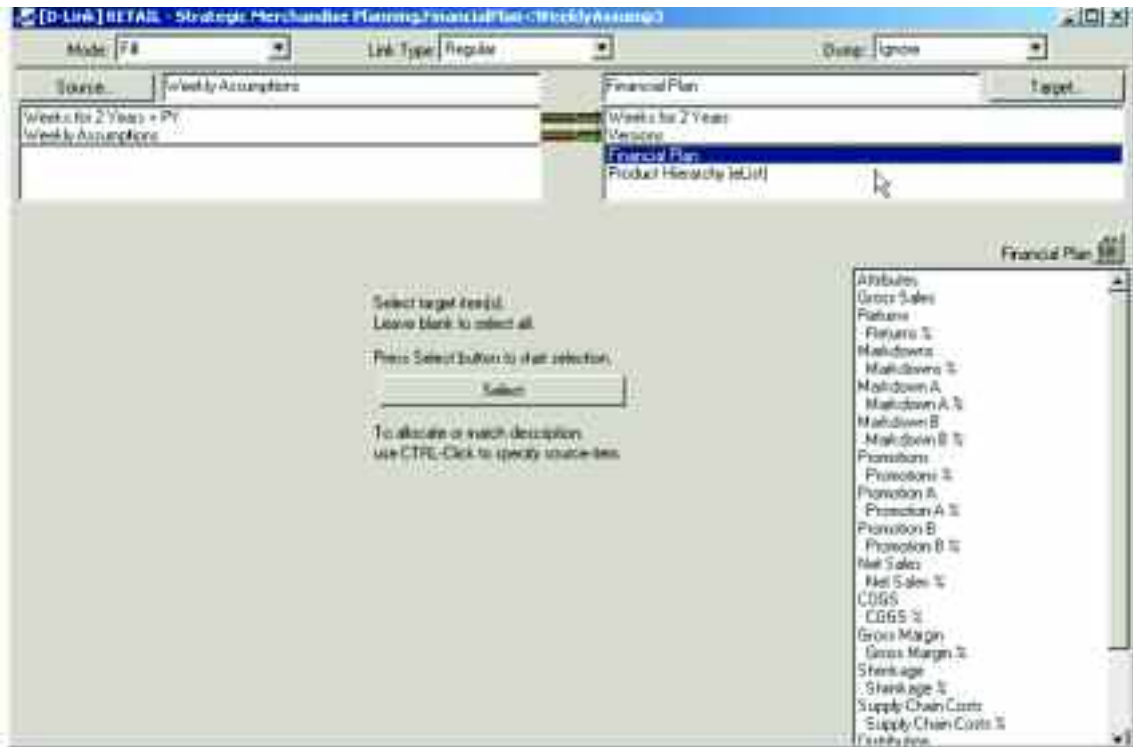 [D-Link] RETAIL - Strategic Merchandise Planning.FinancialPlan<WeeklyAssump>
Mode: Fill Link Type: Regular Dump: Ignore
Source... Weekly Assumptions Financial Plan Target...
Weeks for 2 Years + PY
Weekly Assumptions
Weeks for 2 Years
Versions
Financial Plan
Product Hierarchy [eList]
Financial Plan
Select target item(s).
Leave blank to select all.
Press Select button to start selection.
Select
To allocate or match description
use CTRL-Click to specify source-item.
Attributes
Gross Sales
Returns
Returns %
Markdowns
Markdowns %
Markdown A
Markdown A %
Markdown B
Markdown B %
Promotions
Promotions %
Promotion A
Promotion A %
Promotion B
Promotion B %
Net Sales
Net Sales %
COGS
COGS %
Gross Margin
Gross Margin %
Shrinkage
Shrinkage %
Supply Chain Costs
Supply Chain Costs %